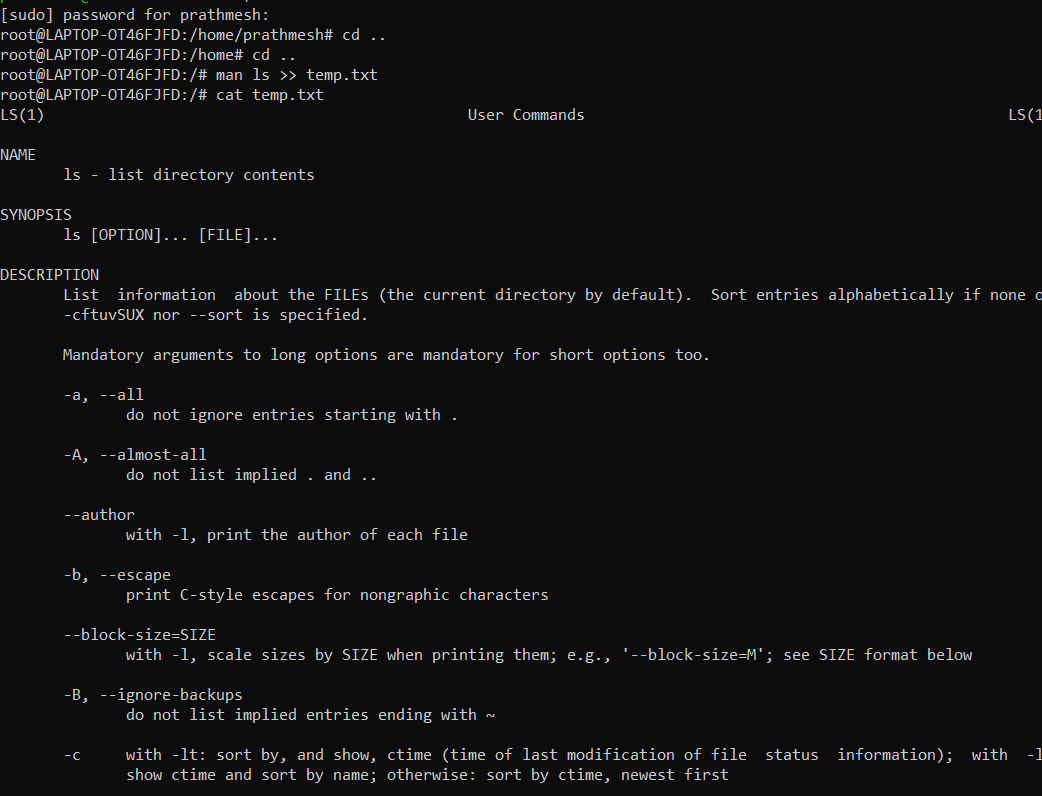 [sudo] password for prathmesh:
root@LAPTOP-OT46FJFD:/home/prathmesh# cd ..
root@LAPTOP-OT46FJFD:/home# cd ..
root@LAPTOP-OT46FJFD:/# man ls >> temp.txt
root@LAPTOP-OT46FJFD:/# cat temp.txt
LS(1) User Commands LS(1
NAME
ls - list directory contents
SYNOPSIS
ls [OPTION]... [FILE]...
DESCRIPTION
List information about the FILEs (the current directory by default). Sort entries alphabetically if none o
-cftuvSUX nor --sort is specified.
Mandatory arguments to long options are mandatory for short options too.
-a, --all
do not ignore entries starting with .
-A, --almost-all
do not list implied . and ..
--author
with -l, print the author of each file
-b, --escape
print C-style escapes for nongraphic characters
--block-size=SIZE
with -l, scale sizes by SIZE when printing them; e.g., '--block-size=M'; see SIZE format below
-B, --ignore-backups
do not list implied entries ending with ~
-c with -lt: sort by, and show, ctime (time of last modification of file status information); with -l
show ctime and sort by name; otherwise: sort by ctime, newest first